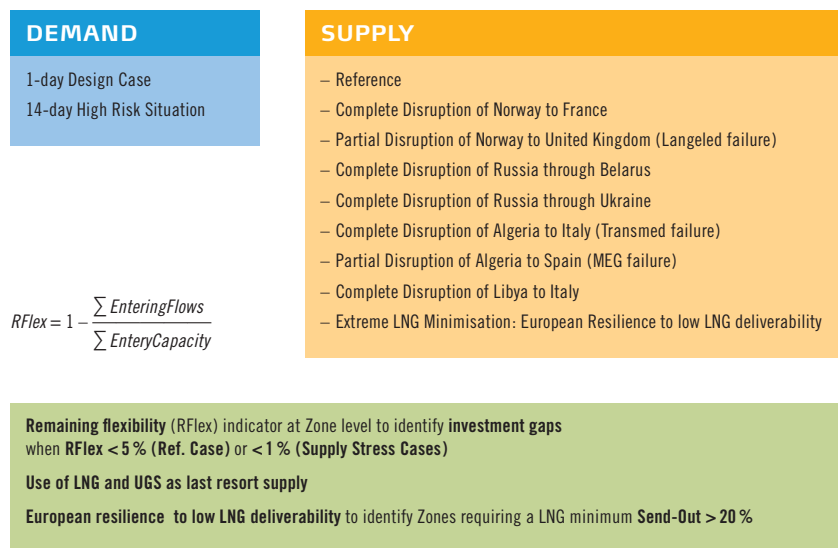 DEMAND
1-day Design Case
14-day High Risk Situation
SUPPLY
– Reference
– Complete Disruption of Norway to France
– Partial Disruption of Norway to United Kingdom (Langeled failure)
– Complete Disruption of Russia through Belarus
– Complete Disruption of Russia through Ukraine
– Complete Disruption of Algeria to Italy (Transmed failure)
– Partial Disruption of Algeria to Spain (MEG failure)
– Complete Disruption of Libya to Italy
– Extreme LNG Minimisation: European Resilience to low LNG deliverability
RFlex = 1 – ∑ EnteringFlows
∑ EnteryCapacity
Remaining flexibility (RFlex) indicator at Zone level to identify investment gaps
when RFlex < 5 % (Ref. Case) or < 1 % (Supply Stress Cases)
Use of LNG and UGS as last resort supply
European resilience to low LNG deliverability to identify Zones requiring a LNG minimum Send-Out > 20 %